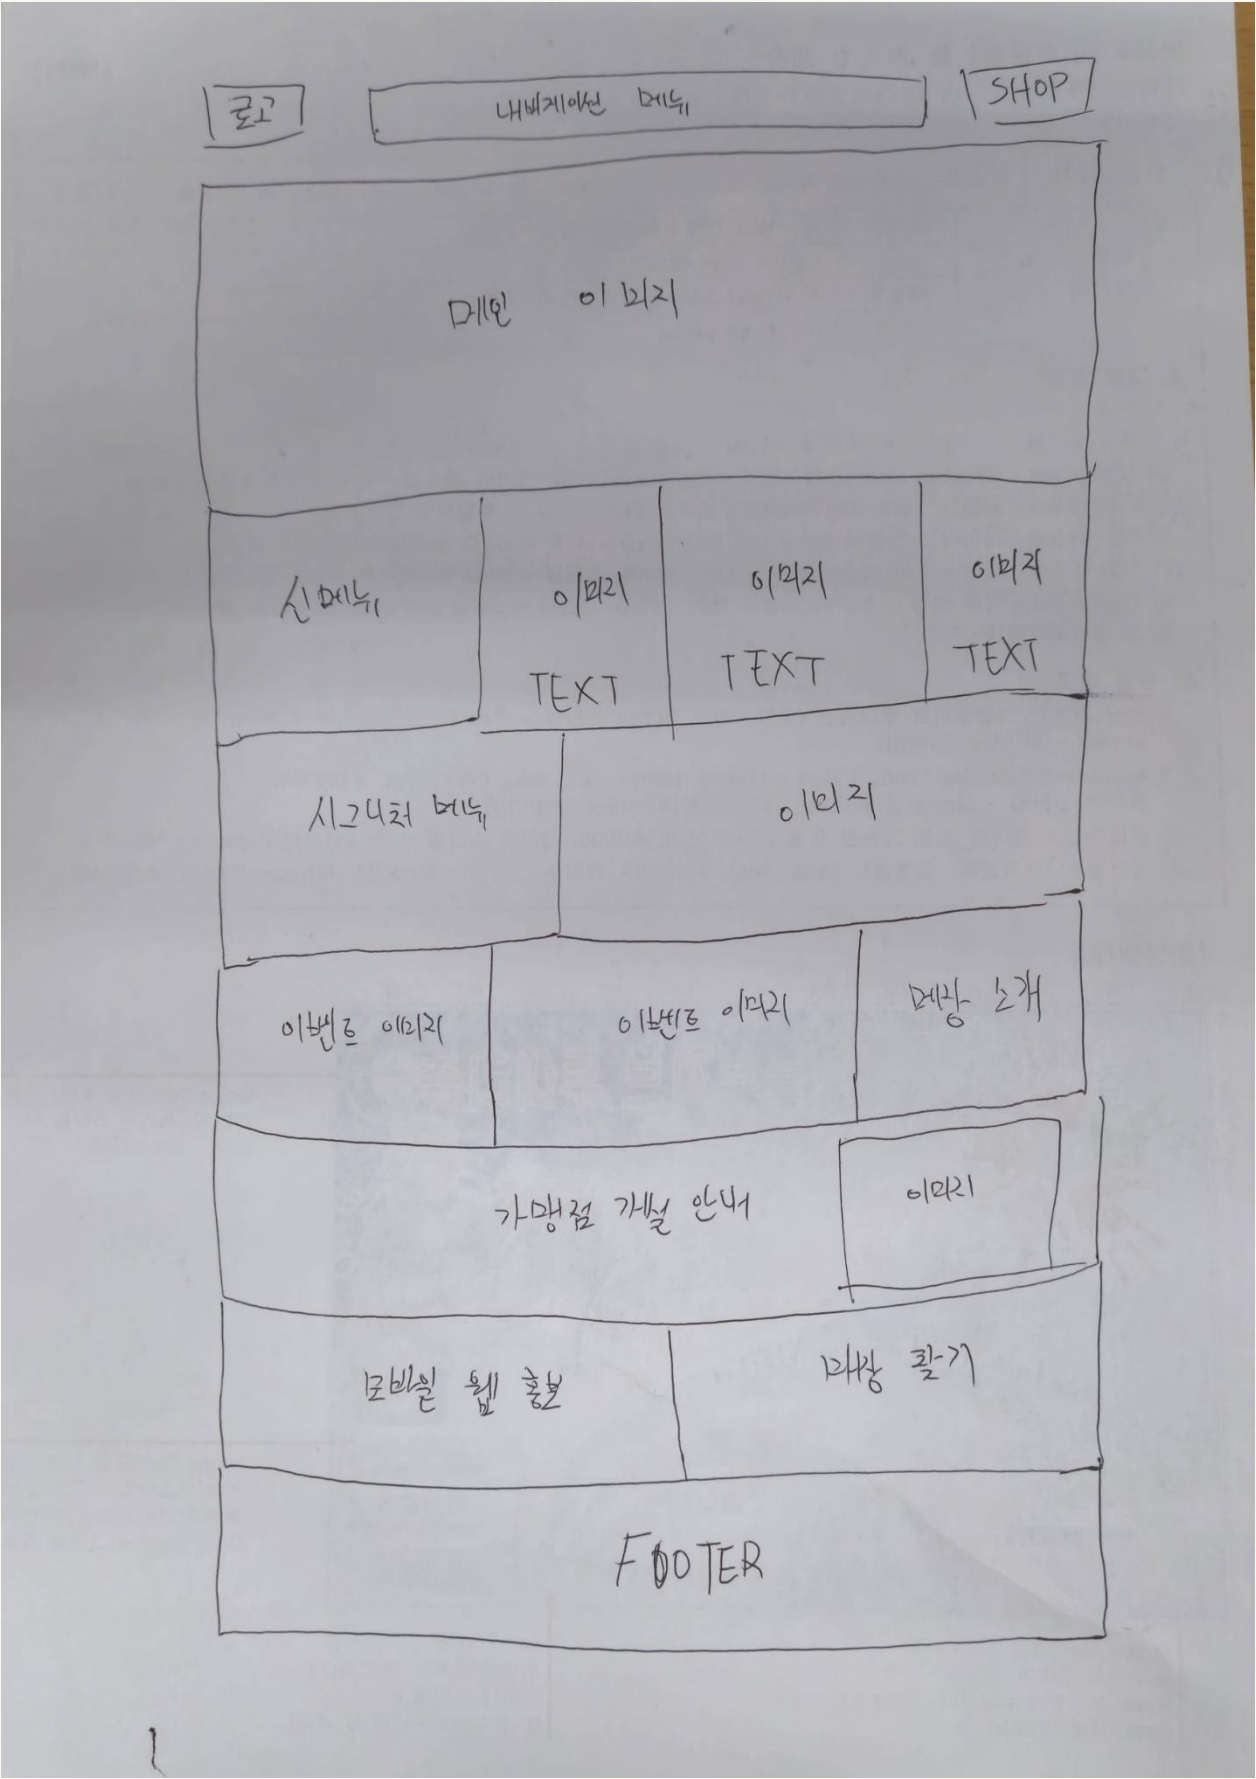 로고
내비게이션 메뉴
SHOP
메인 이미지
신메뉴
이미지
TEXT
이미지
TEXT
이미지
TEXT
시그니처 메뉴
이미지
이벤트 이미지
이벤트 이미지
매장 소개
가맹점 개설 안내
이미지
모바일 웹 홍보
매장 찾기
FOOTER